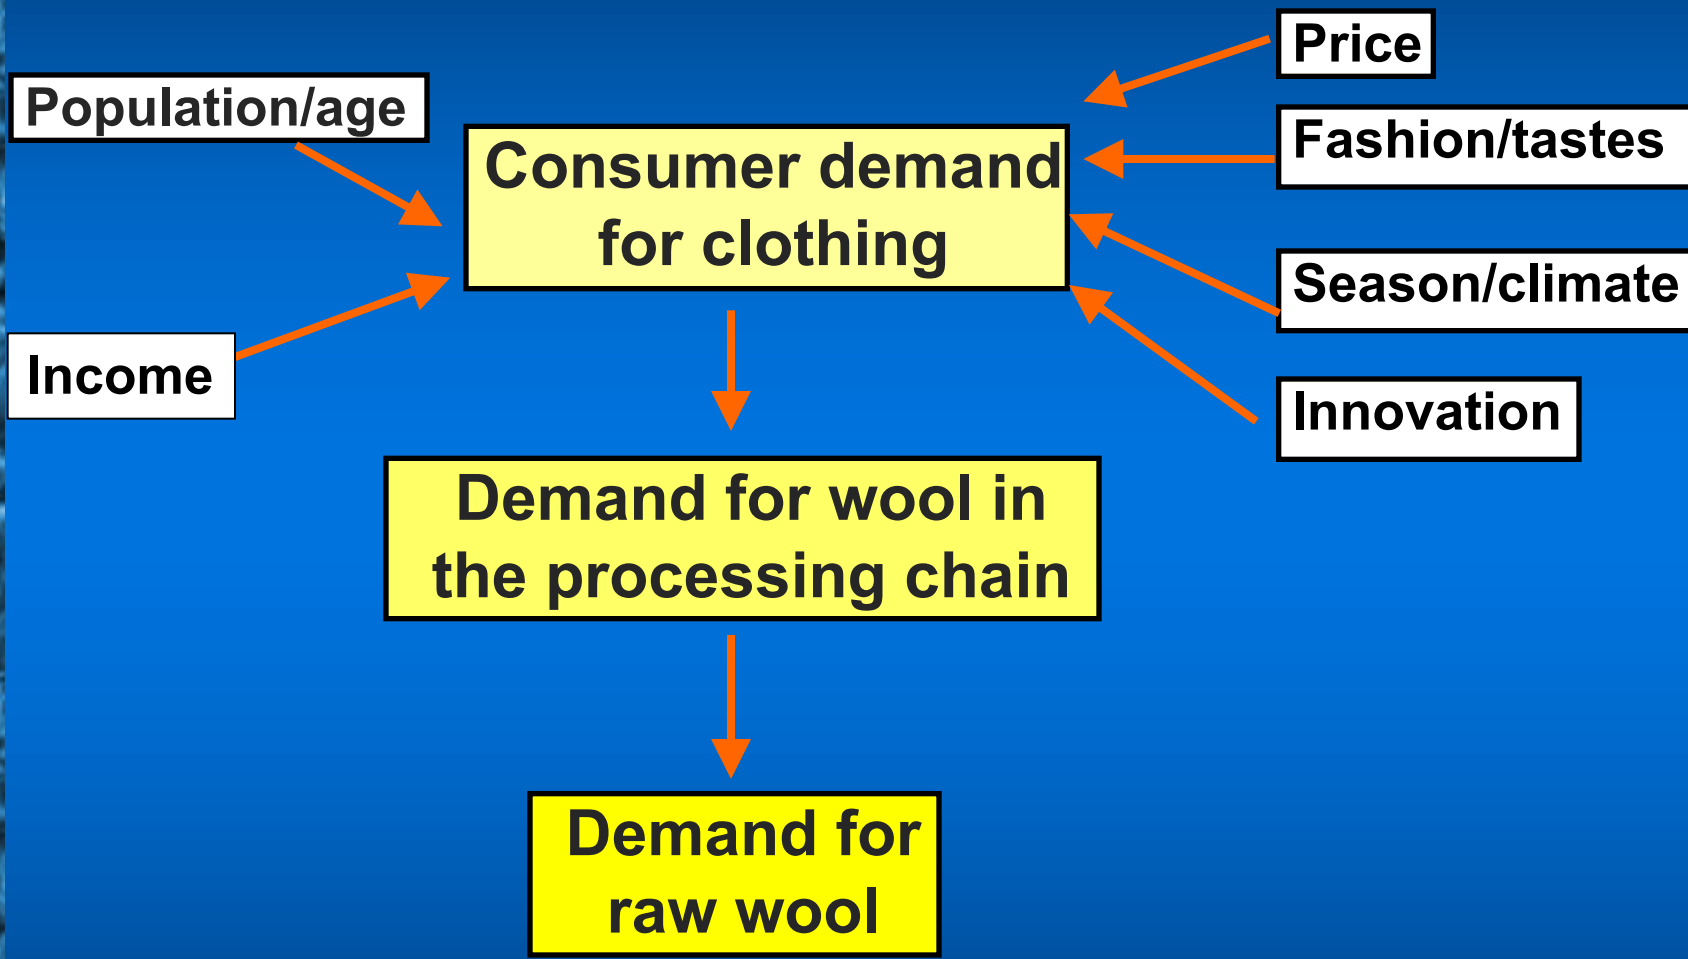 Price
Population/age
Fashion/tastes
Consumer demand
for clothing
Season/climate
Income
Innovation
Demand for wool in
the processing chain
Demand for
raw wool